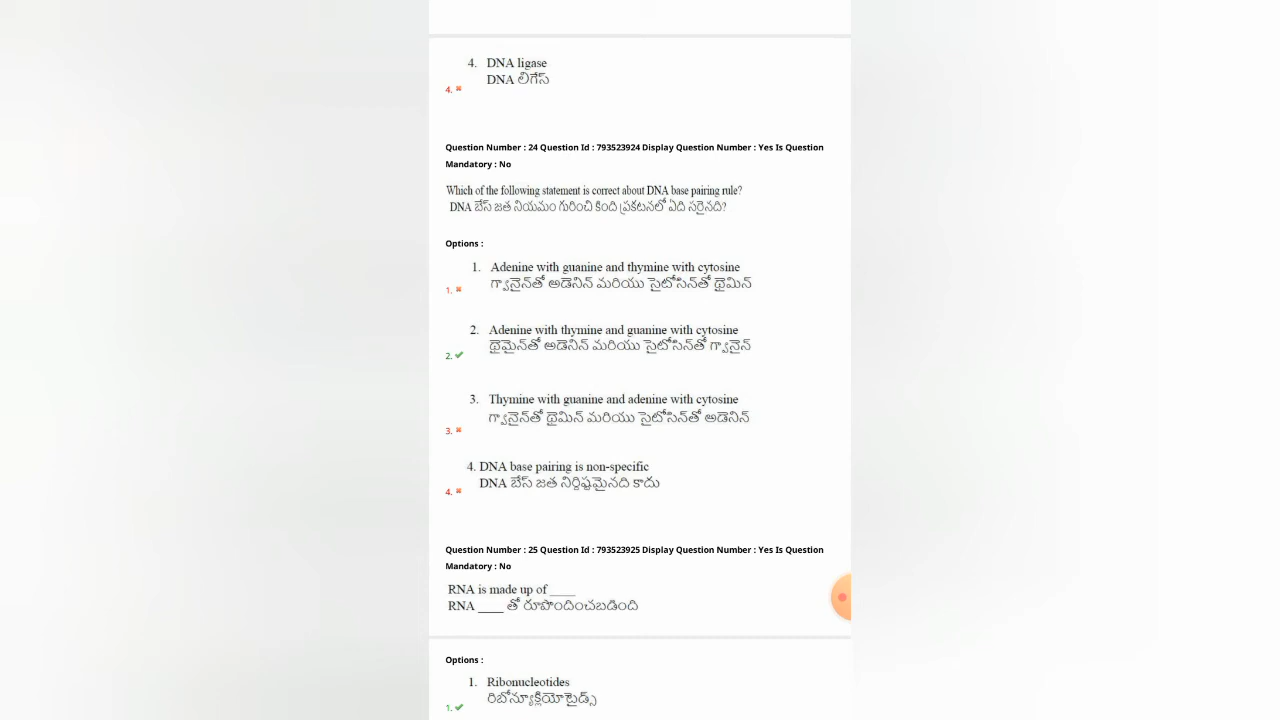 4. DNA ligase
DNA లిగేస్
4.
Question Number : 24 Question Id : 793523924 Display Question Number : Yes Is Question
Mandatory : No
Which of the following statement is correct about DNA base pairing rule?
DNA బేస్ జత నియమం గురించి కింది ప్రకటనలో ఏది సరైనది?
Options :
1. Adenine with guanine and thymine with cytosine
గ్వానైన్‌తో అడెనిన్ మరియు సైటోసిన్‌తో థైమిన్
1.
2. Adenine with thymine and guanine with cytosine
థైమైన్‌తో అడెనిన్ మరియు సైటోసిన్‌తో గ్వానైన్
2.
3. Thymine with guanine and adenine with cytosine
గ్వానైన్‌తో థైమిన్ మరియు సైటోసిన్‌తో అడెనిన్
3.
4. DNA base pairing is non-specific
DNA బేస్ జత నిర్దిష్టమైనది కాదు
4.
Question Number : 25 Question Id : 793523925 Display Question Number : Yes Is Question
Mandatory : No
RNA is made up of ____
RNA ____ తో రూపొందించబడింది
Options :
1. Ribonucleotides
రిబోన్యూక్లియోటైడ్స్
1.